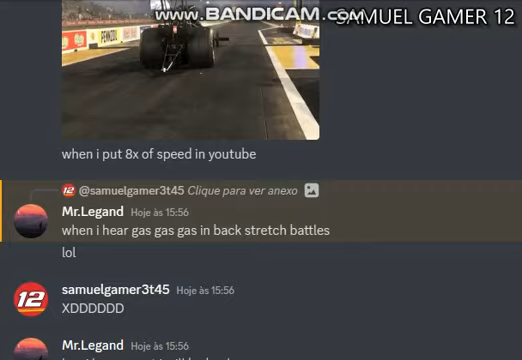 www.BANDICAM.com
SAMUEL GAMER 12
PENNZOIL
when i put 8x of speed in youtube
@samuelgamer3t45 Clique para ver anexo
Mr.Legand Hoje às 15:56
when i hear gas gas gas in back stretch battles
lol
12
samuelgamer3t45 Hoje às 15:56
XDDDDDD
Mr.Legand Hoje às 15:56